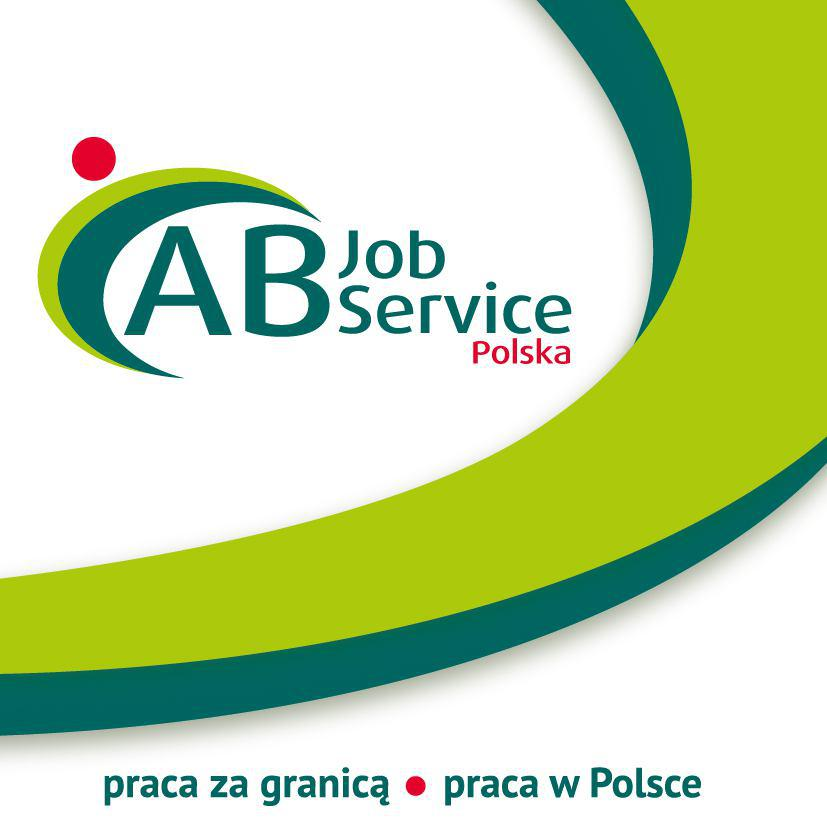 AB Job
Service
Polska
praca za granicą • praca w Polsce